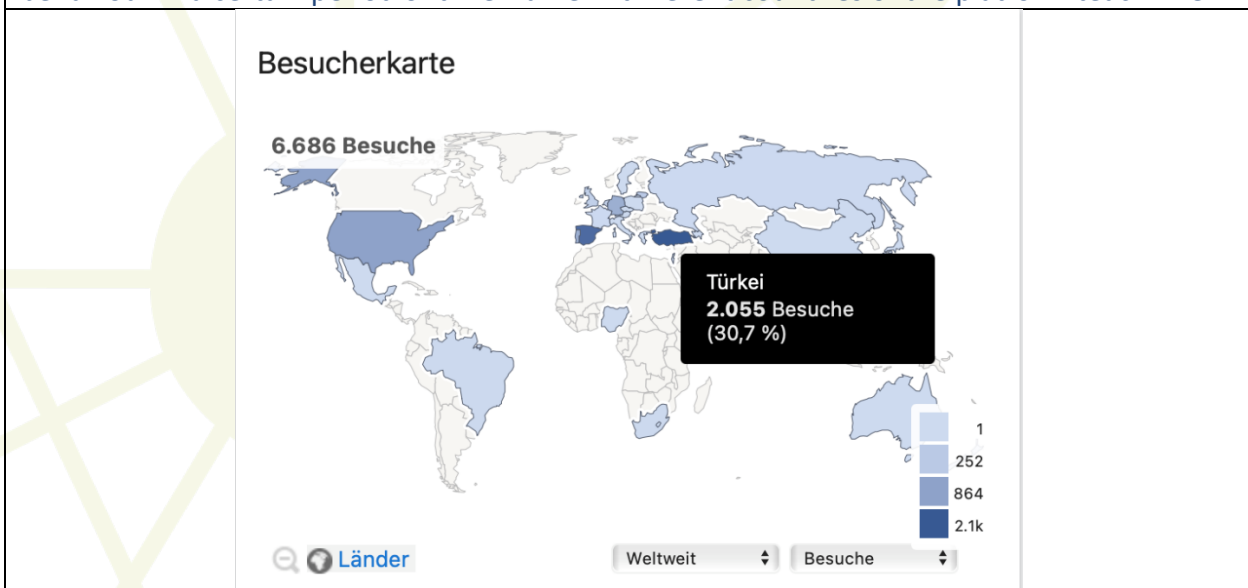 Besucherkarte
6.686 Besuche
Türkei
2.055 Besuche
(30,7 %)
1
252
864
2.1k
Länder
Weltweit
Besuche